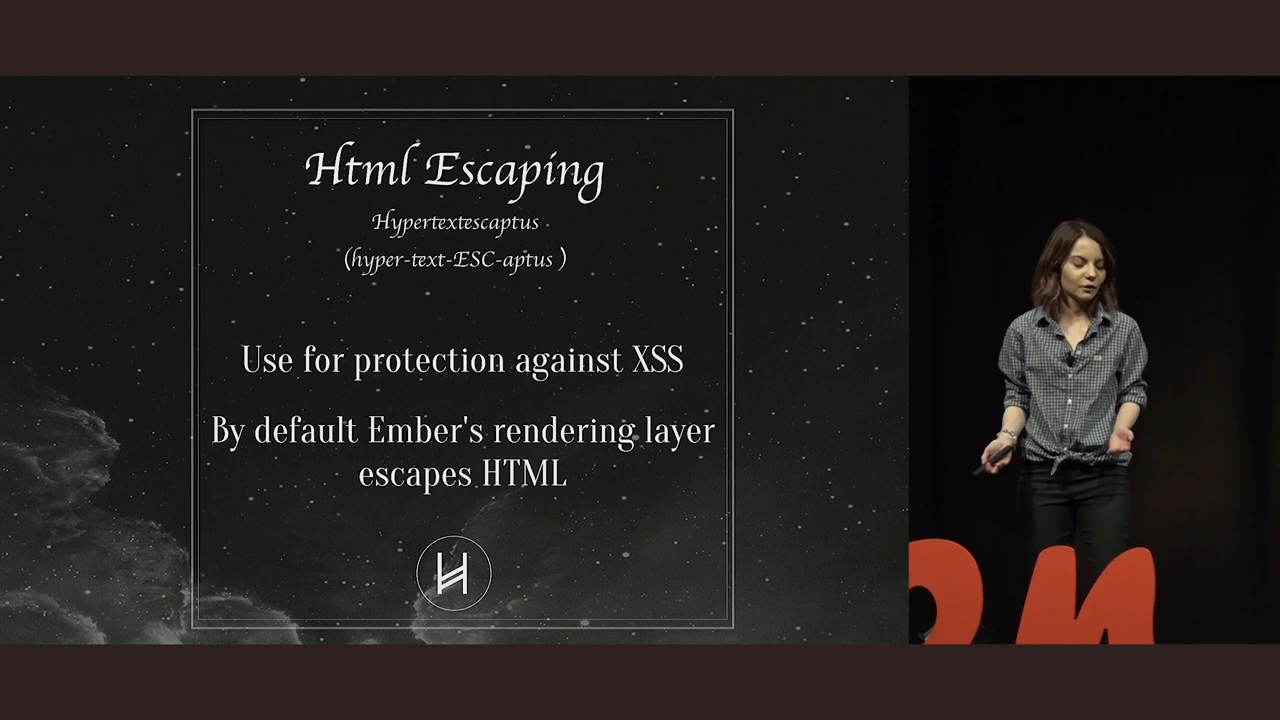 Html Escaping
Hypertextescaptus
(hyper-text-ESC-aptus )
Use for protection against XSS
By default Ember's rendering layer
escapes HTML